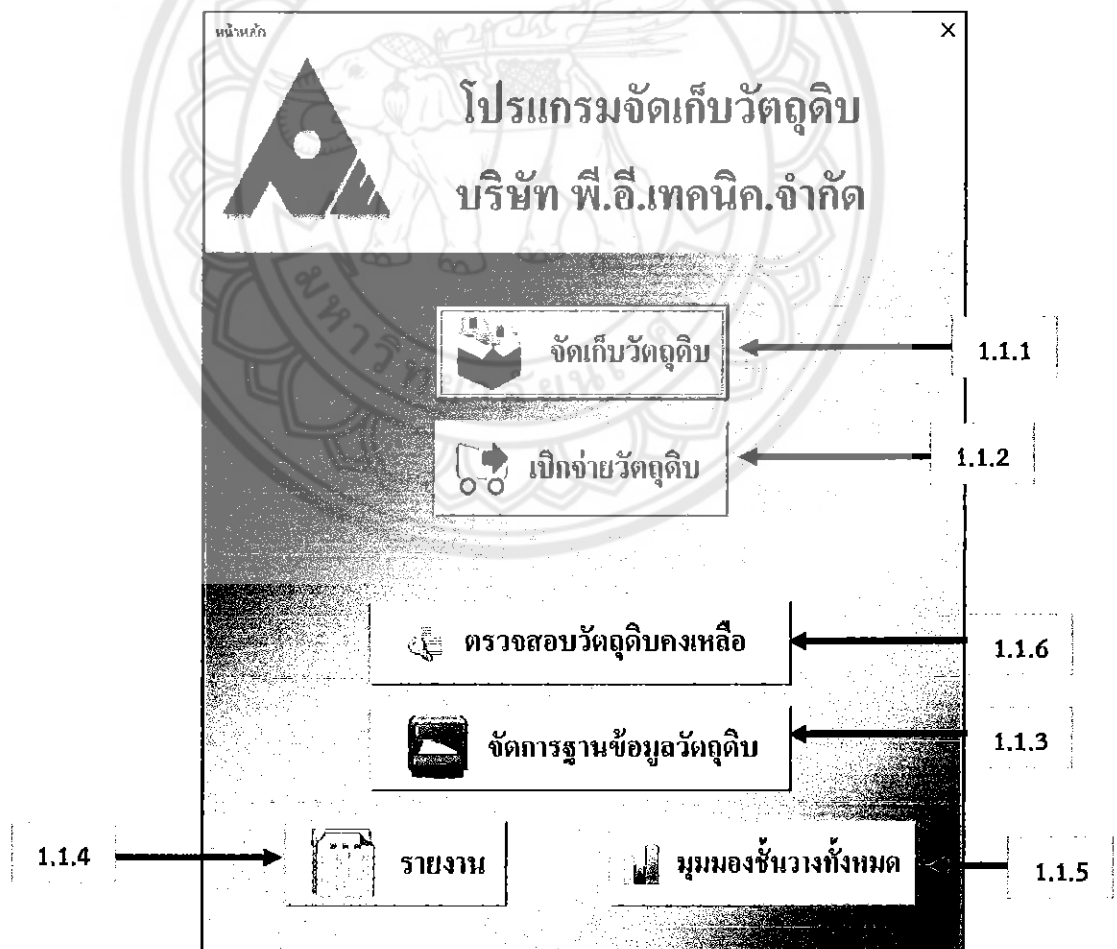 หน้าหลัก
X
โปรแกรมจัดเก็บวัตถุดิบ
บริษัท พี.อี.เทคนิค.จำกัด
จัดเก็บวัตถุดิบ
1.1.1
เบิกจ่ายวัตถุดิบ
1.1.2
ตรวจสอบวัตถุดิบคงเหลือ
1.1.6
จัดการฐานข้อมูลวัตถุดิบ
1.1.3
1.1.4
รายงาน
มุมมองชั้นวางทั้งหมด
1.1.5